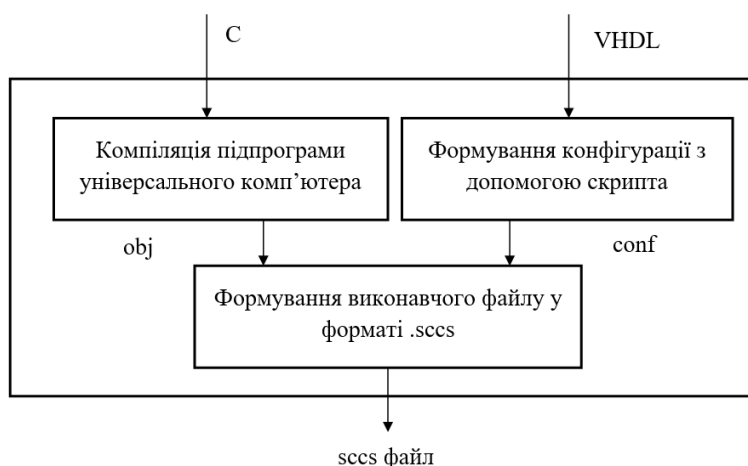 C
VHDL
Компіляція підпрограми
універсального комп’ютера
Формування конфігурації з
допомогою скрипта
obj
conf
Формування виконавчого файлу у
форматі .sccs
sccs файл